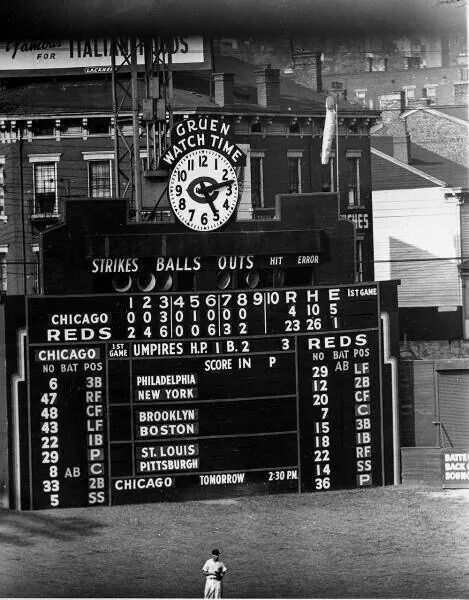 Famous FOR ITALIAN FOODS
LACKNER
GRUEN
WATCH TIME
12 1 2 3 4 5 6 7 8 9 10 11
STRIKES BALLS OUTS HIT ERROR
1 2 3 4 5 6 7 8 9 10 R H E 1ST GAME
CHICAGO 0 0 3 0 1 0 0 0 4 10 5
REDS 2 4 6 3 2 23 26 1
1ST GAME UMPIRES H.P. 1 B. 2 3
CHICAGO
NO BAT POS
6 3B
47 RF
48 CF
43 LF
22 1B
29 P
8 AB C
33 2B
5 SS
SCORE IN P
PHILADELPHIA
NEW YORK
BROOKLYN
BOSTON
ST. LOUIS
PITTSBURGH
CHICAGO TOMORROW 2:30 PM.
REDS
NO BAT POS
29 AB LF
12 2B
20 CF
7 C
15 3B
18 1B
22 RF
14 SS
36 P
BATTE
BACK
BOUN